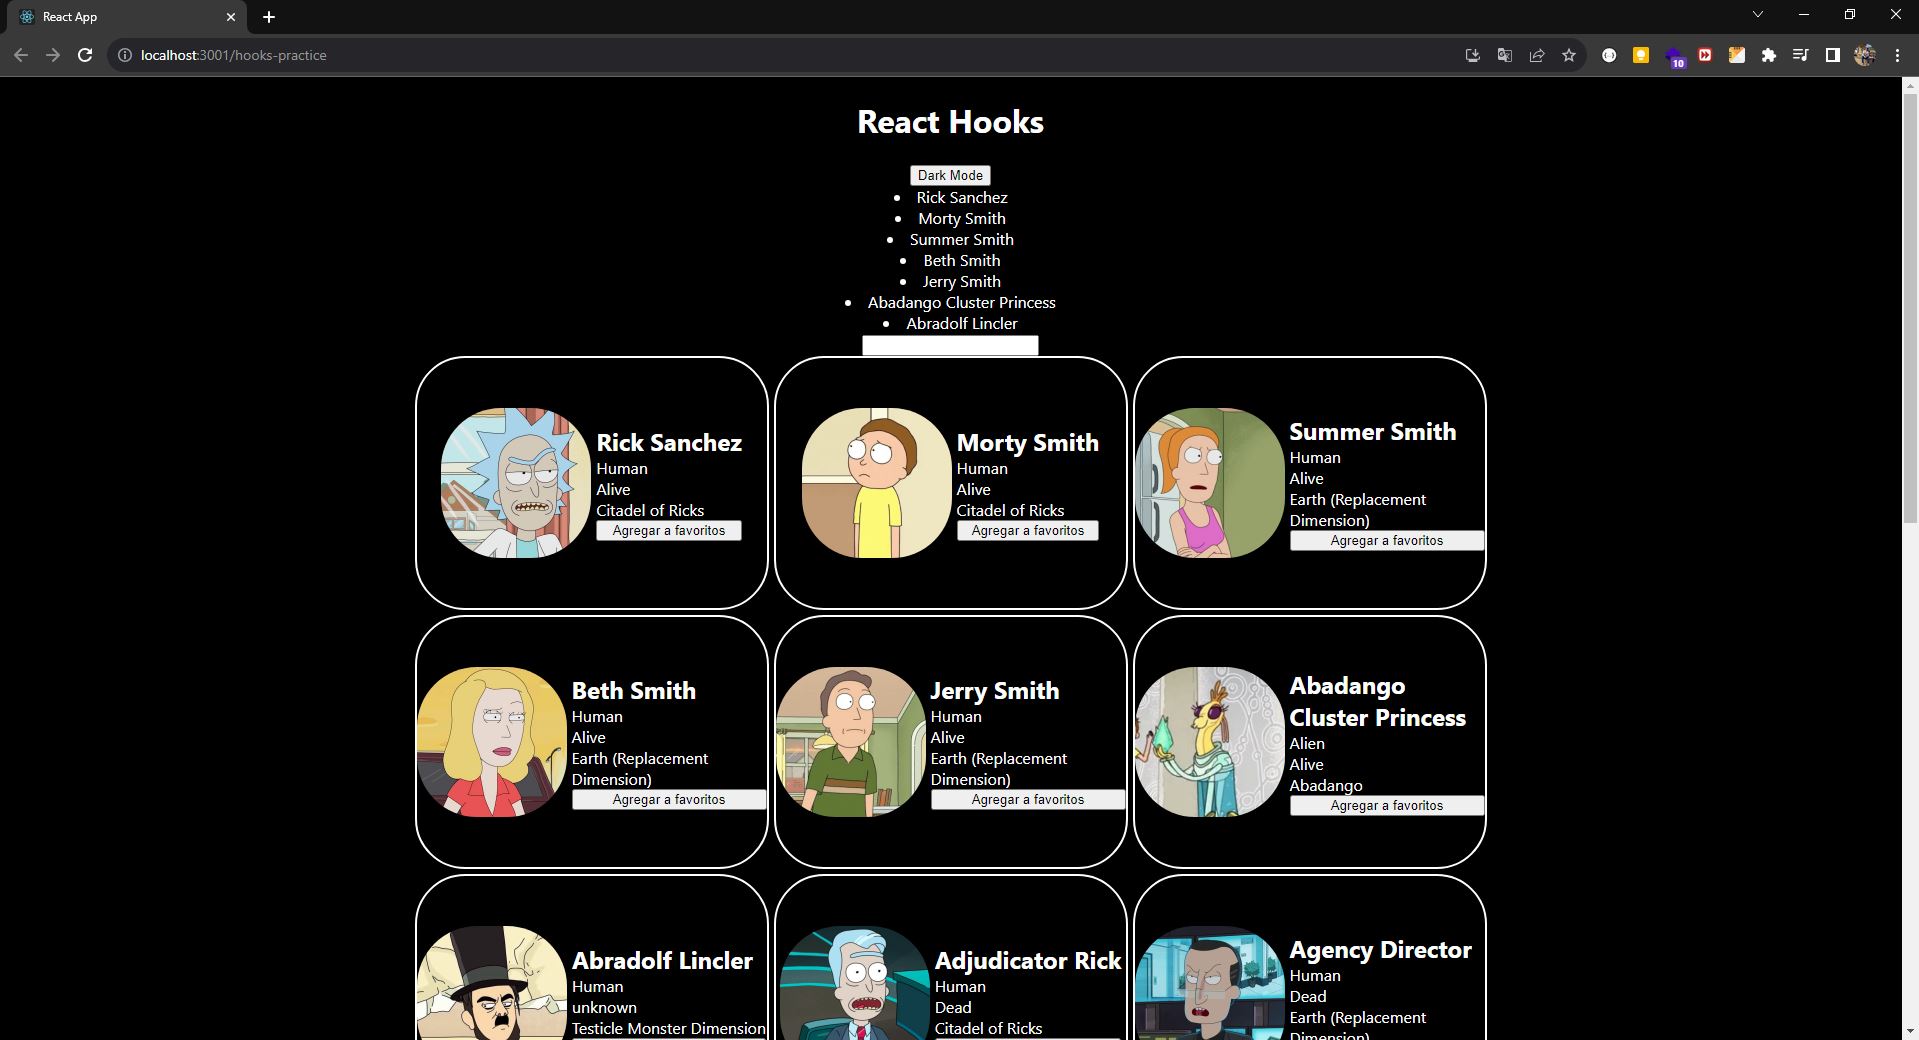 React App
localhost:3001/hooks-practice
10
React Hooks
Dark Mode
Rick Sanchez
Morty Smith
Summer Smith
Beth Smith
Jerry Smith
Abadango Cluster Princess
Abradolf Lincler
Rick Sanchez
Human
Alive
Citadel of Ricks
Agregar a favoritos
Morty Smith
Human
Alive
Citadel of Ricks
Agregar a favoritos
Summer Smith
Human
Alive
Earth (Replacement
Dimension)
Agregar a favoritos
Beth Smith
Human
Alive
Earth (Replacement
Dimension)
Agregar a favoritos
Jerry Smith
Human
Alive
Earth (Replacement
Dimension)
Agregar a favoritos
Abadango
Cluster Princess
Alien
Alive
Abadango
Agregar a favoritos
Abradolf Lincler
Human
unknown
Testicle Monster Dimension
Adjudicator Rick
Human
Dead
Citadel of Ricks
Agency Director
Human
Dead
Earth (Replacement
Dimension)